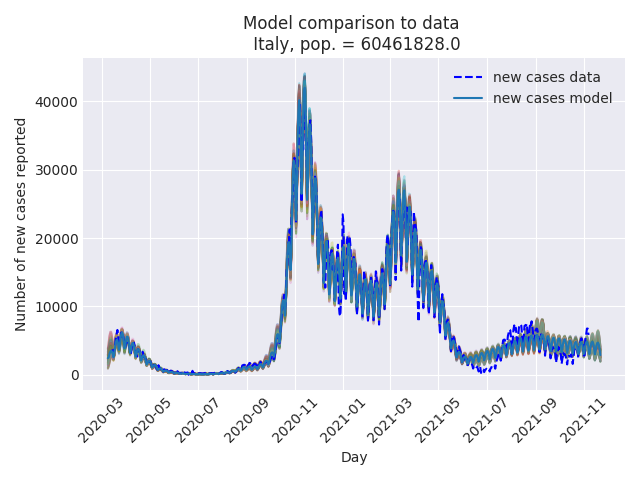 Model comparison to data
Italy, pop. = 60461828.0
new cases data
new cases model
Number of new cases reported
40000
30000
20000
10000
0
2020-03
2020-05
2020-07
2020-09
2020-11
2021-01
2021-03
2021-05
2021-07
2021-09
2021-11
Day